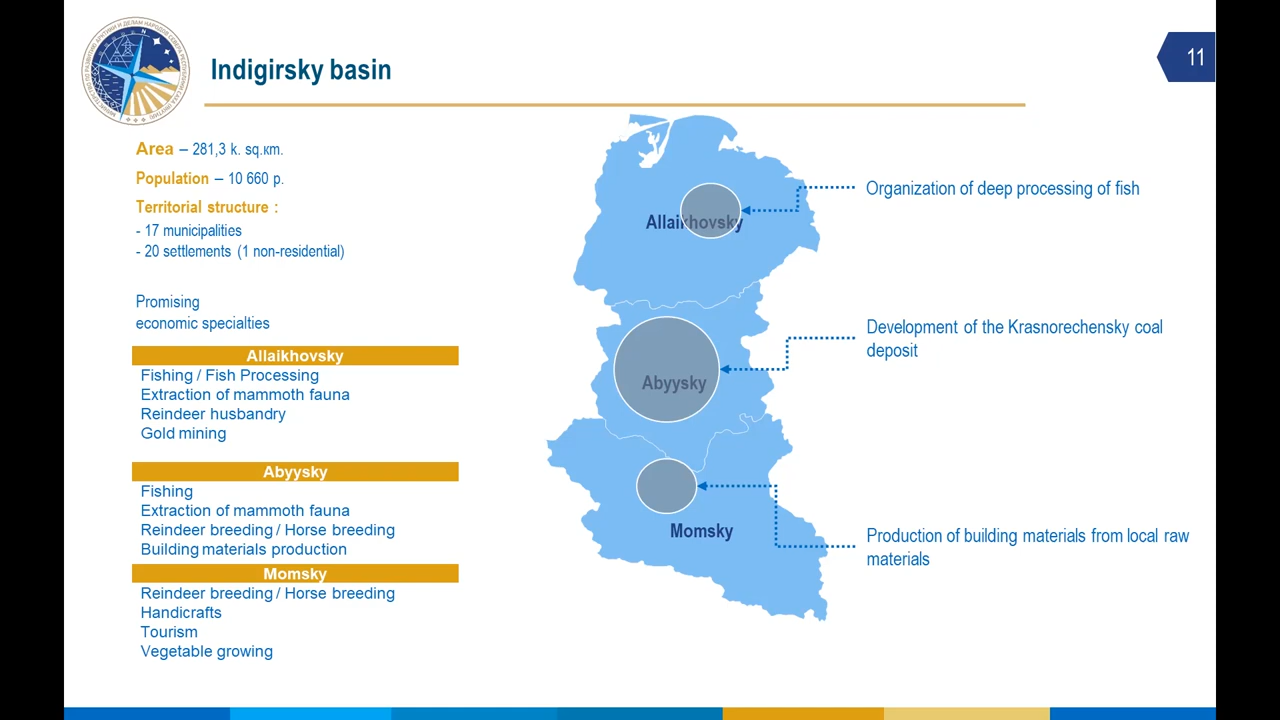 Indigirsky basin
11
Area – 281,3 k. sq.км.
Population – 10 660 p.
Territorial structure :
- 17 municipalities
- 20 settlements (1 non-residential)
Promising
economic specialties
Allaikhovsky
Fishing / Fish Processing
Extraction of mammoth fauna
Reindeer husbandry
Gold mining
Abyysky
Fishing
Extraction of mammoth fauna
Reindeer breeding / Horse breeding
Building materials production
Momsky
Reindeer breeding / Horse breeding
Handicrafts
Tourism
Vegetable growing
Allaikhovsky
Abyysky
Momsky
Organization of deep processing of fish
Development of the Krasnorechensky coal
deposit
Production of building materials from local raw
materials